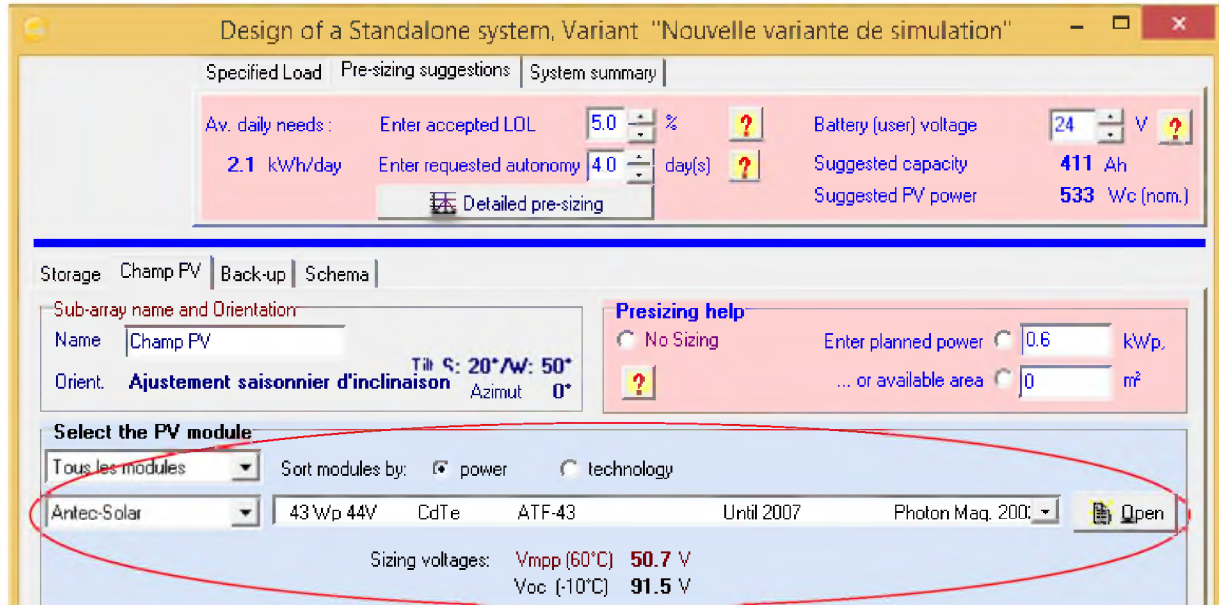 Design of a Standalone system, Variant "Nouvelle variante de simulation"
Specified Load Pre-sizing suggestions System summary
Av. daily needs : Enter accepted LOL 5.0 % ? Battery (user) voltage 24 V ?
2.1 kWh/day Enter requested autonomy 4.0 day(s) ? Suggested capacity 411 Ah
Detailed pre-sizing Suggested PV power 533 Wc (nom.)
Storage Champ PV Back-up Schema
Sub-array name and Orientation Presizing help
Name Champ PV No Sizing Enter planned power 0.6 kWp,
Tilt S: 20°/W: 50°
Orient. Ajustement saisonnier d'inclinaison Azimut 0° ? ... or available area 0 m²
Select the PV module
Tous les modules Sort modules by: power technology
Antec-Solar 43 Wp 44V CdTe ATF-43 Until 2007 Photon Mag. Open
Sizing voltages: Vmpp (60°C) 50.7 V
Voc (-10°C) 91.5 V